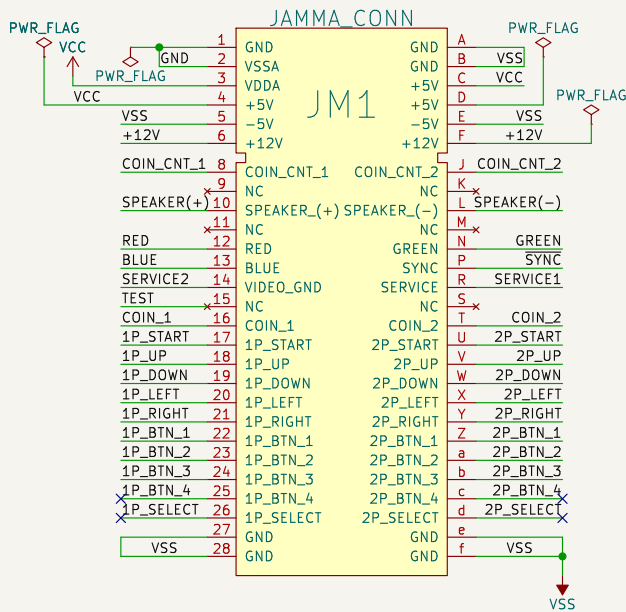 JAMMA_CONN
PWR_FLAG
VCC
PWR_FLAG
PWR_FLAG
PWR_FLAG
JM1
1 GND GND A
GND 2 VSSA GND B VSS
3 VDDA +5V C VCC
VCC 4 +5V +5V D
VSS 5 -5V -5V E VSS
+12V 6 +12V +12V F +12V
COIN_CNT_1 8 COIN_CNT_1 COIN_CNT_2 J COIN_CNT_2
9 NC NC K
SPEAKER(+) 10 SPEAKER_(+) SPEAKER_(-) L SPEAKER(-)
11 NC NC M
RED 12 RED GREEN N GREEN
BLUE 13 BLUE SYNC P SYNC
SERVICE2 14 VIDEO_GND SERVICE R SERVICE1
TEST 15 NC NC S
COIN_1 16 COIN_1 COIN_2 T COIN_2
1P_START 17 1P_START 2P_START U 2P_START
1P_UP 18 1P_UP 2P_UP V 2P_UP
1P_DOWN 19 1P_DOWN 2P_DOWN W 2P_DOWN
1P_LEFT 20 1P_LEFT 2P_LEFT X 2P_LEFT
1P_RIGHT 21 1P_RIGHT 2P_RIGHT Y 2P_RIGHT
1P_BTN_1 22 1P_BTN_1 2P_BTN_1 Z 2P_BTN_1
1P_BTN_2 23 1P_BTN_2 2P_BTN_2 a 2P_BTN_2
1P_BTN_3 24 1P_BTN_3 2P_BTN_3 b 2P_BTN_3
1P_BTN_4 25 1P_BTN_4 2P_BTN_4 c 2P_BTN_4
1P_SELECT 26 1P_SELECT 2P_SELECT d 2P_SELECT
27 GND GND e
VSS 28 GND GND f VSS
VSS